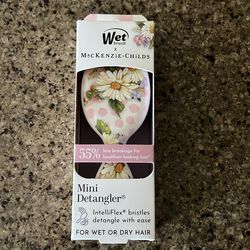 Wet
brush
x
MACKENZIE-CHILDS
55% less breakage for
healthier-looking hair*
Mini
Detangler®
IntelliFlex® bristles
detangle with ease
FOR WET OR DRY HAIR